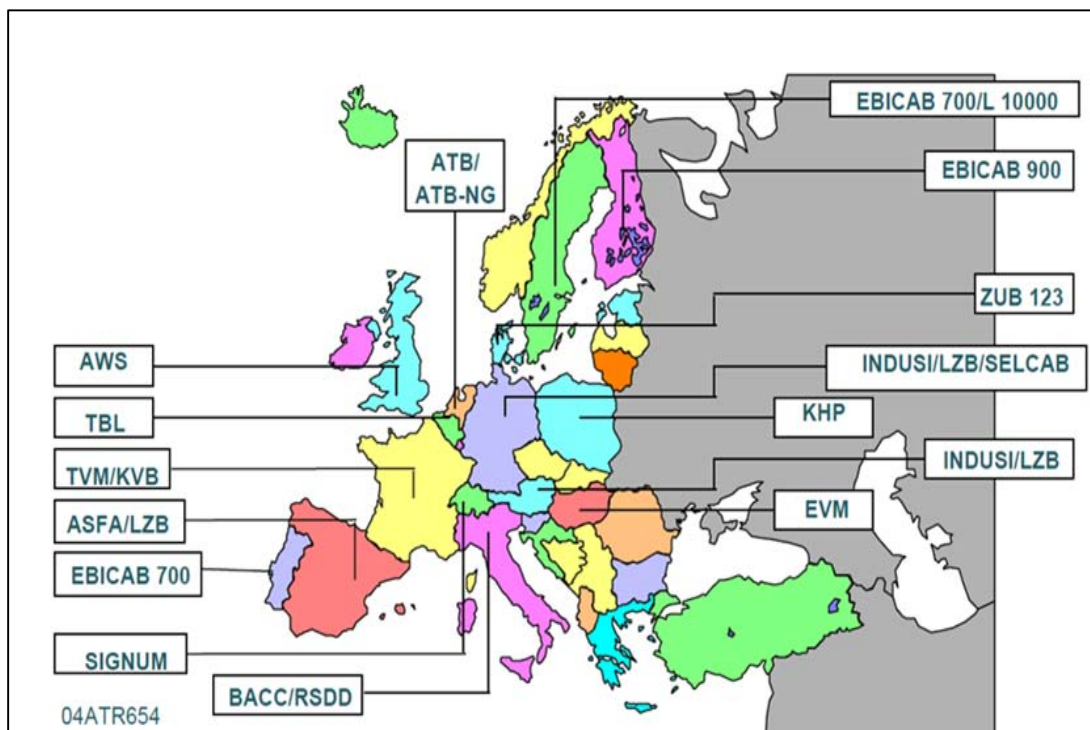 EBICAB 700/L 10000
ATB/
ATB-NG
EBICAB 900
ZUB 123
AWS
INDUSI/LZB/SELCAB
TBL
KHP
TVM/KVB
INDUSI/LZB
ASFA/LZB
EVM
EBICAB 700
SIGNUM
BACC/RSDD
04ATR654